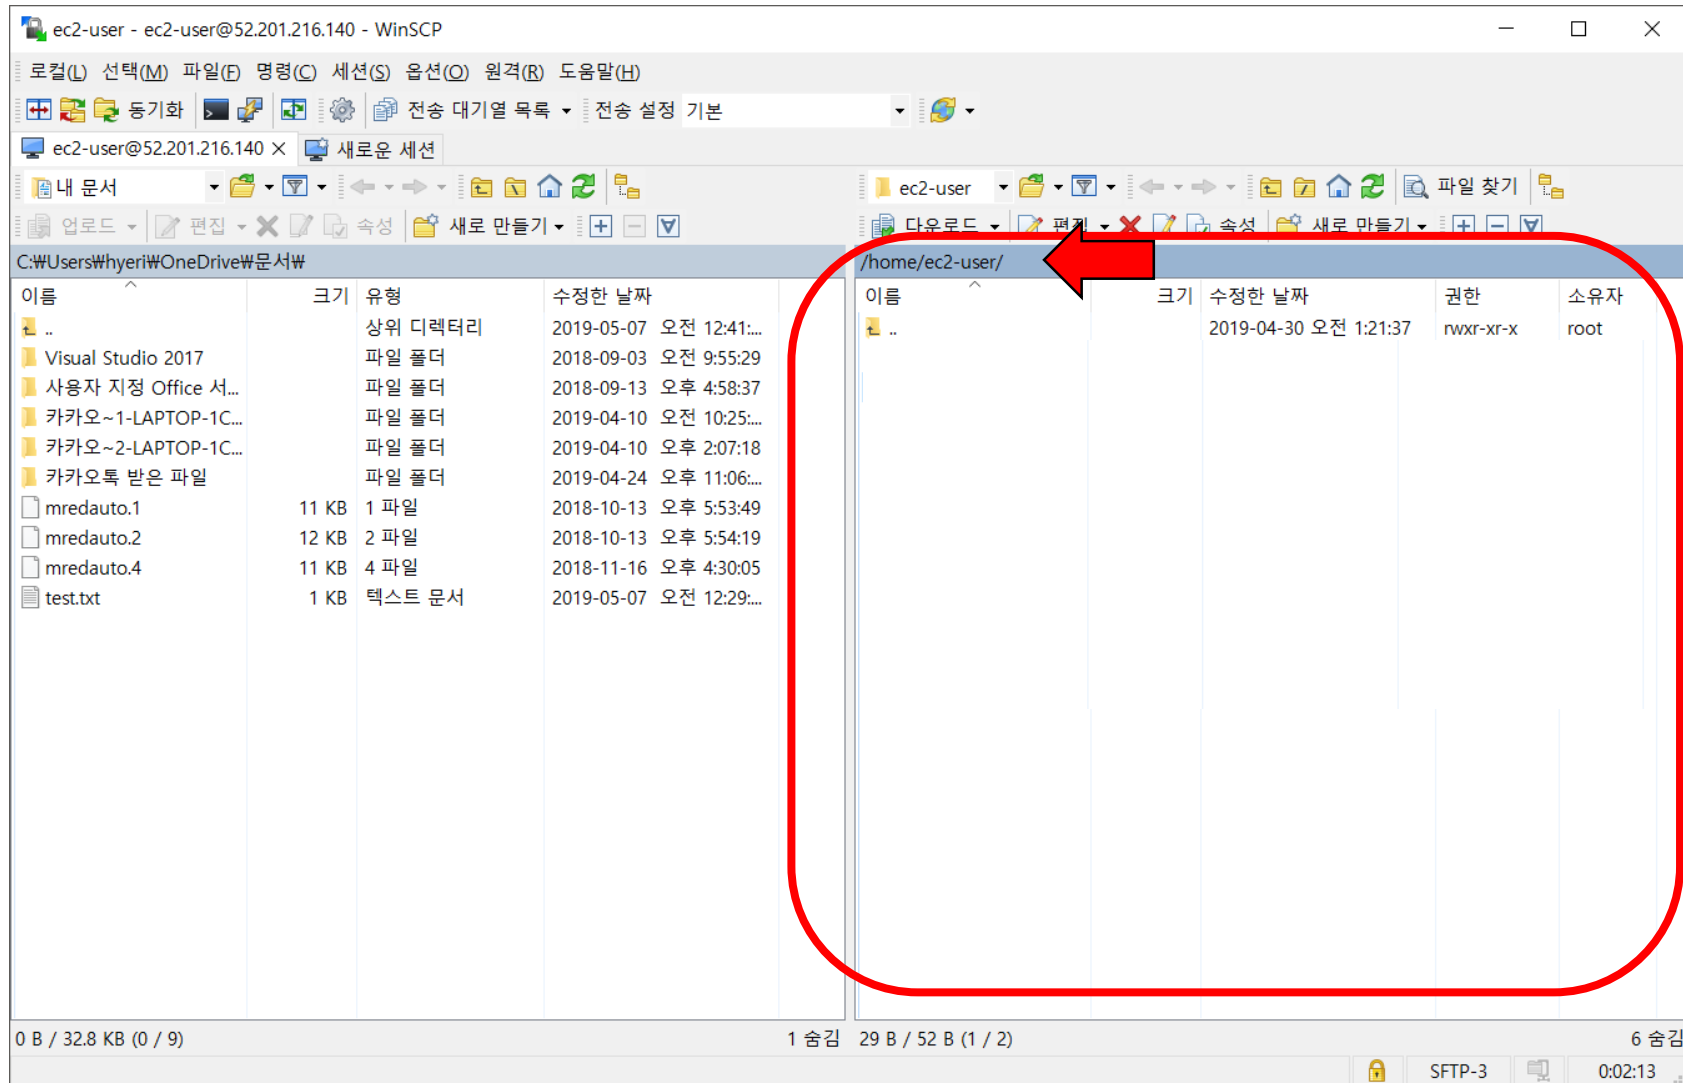 ec2-user - ec2-user@52.201.216.140 - WinSCP
로컬(L) 선택(M) 파일(F) 명령(C) 세션(S) 옵션(O) 원격(R) 도움말(H)
동기화 전송 대기열 목록 전송 설정 기본
ec2-user@52.201.216.140 새로운 세션
내 문서 ec2-user 파일 찾기
업로드 편집 속성 새로 만들기 다운로드 편집 속성 새로 만들기
C:₩Users₩hyeri₩OneDrive₩문서₩ /home/ec2-user/
이름 크기 유형 수정한 날짜 이름 크기 수정한 날짜 권한 소유자
.. 상위 디렉터리 2019-05-07 오전 12:41:... .. 2019-04-30 오전 1:21:37 rwxr-xr-x root
Visual Studio 2017 파일 폴더 2018-09-03 오전 9:55:29
사용자 지정 Office 서... 파일 폴더 2018-09-13 오후 4:58:37
카카오~1-LAPTOP-1C... 파일 폴더 2019-04-10 오전 10:25:...
카카오~2-LAPTOP-1C... 파일 폴더 2019-04-10 오후 2:07:18
카카오톡 받은 파일 파일 폴더 2019-04-24 오후 11:06:...
mredauto.1 11 KB 1 파일 2018-10-13 오후 5:53:49
mredauto.2 12 KB 2 파일 2018-10-13 오후 5:54:19
mredauto.4 11 KB 4 파일 2018-11-16 오후 4:30:05
test.txt 1 KB 텍스트 문서 2019-05-07 오전 12:29:...
0 B / 32.8 KB (0 / 9) 1 숨김 29 B / 52 B (1 / 2) 6 숨김
SFTP-3 0:02:13